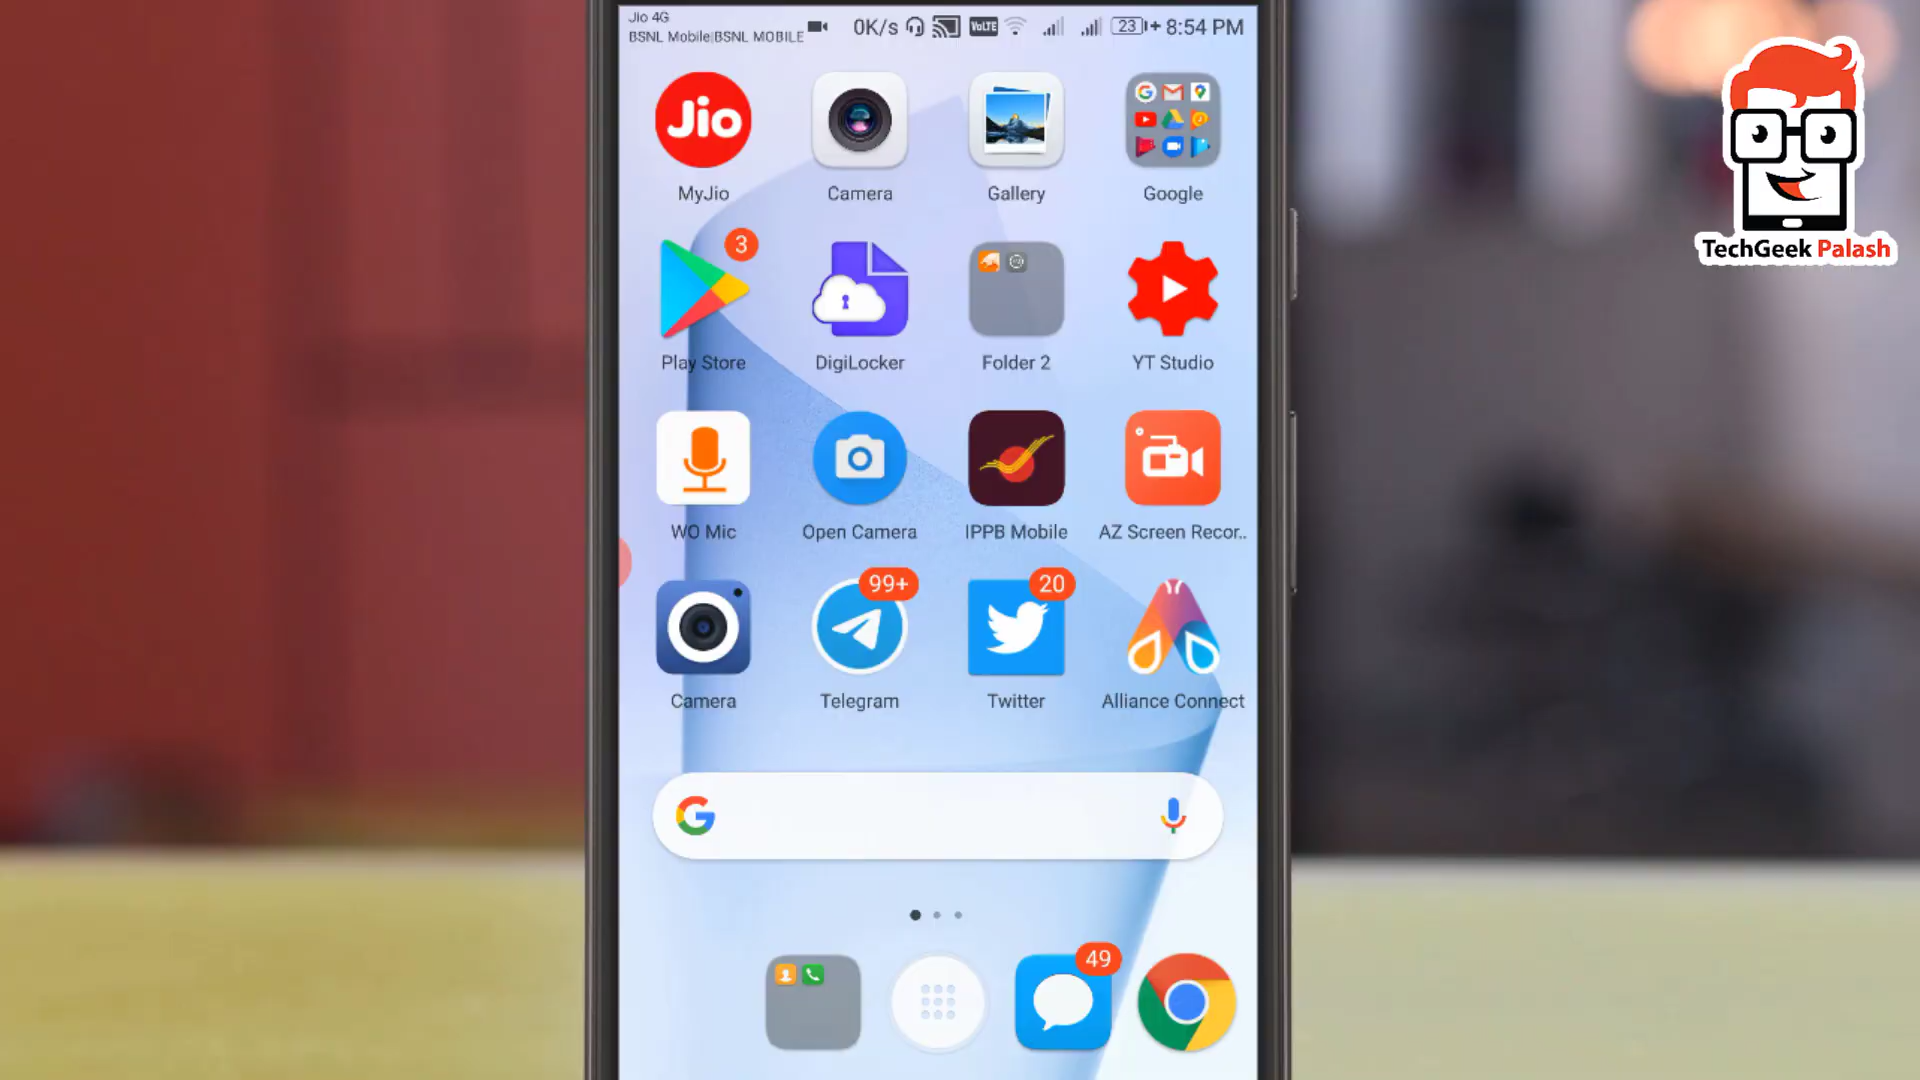 Jio 4G
BSNL Mobile|BSNL MOBILE
0K/s
VoLTE
23
8:54 PM
Jio
MyJio
Camera
Gallery
Google
3
Play Store
DigiLocker
Folder 2
YT Studio
WO Mic
Open Camera
IPPB Mobile
AZ Screen Recor..
99+
20
Camera
Telegram
Twitter
Alliance Connect
49
TechGeek Palash